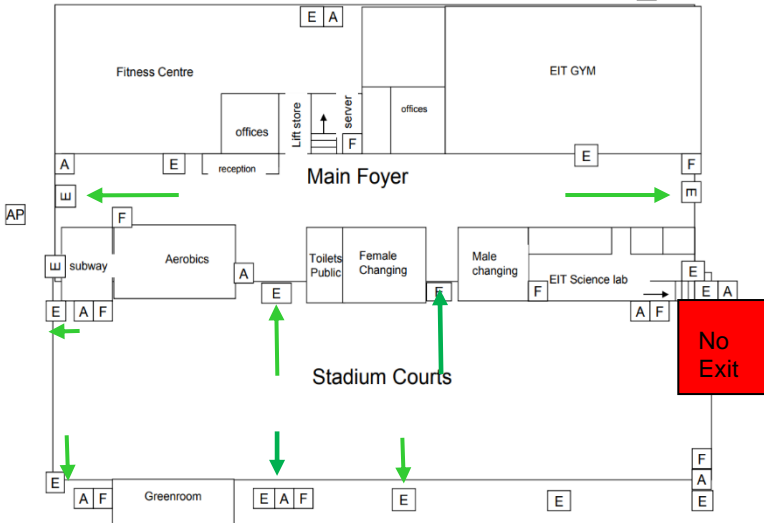 E A
Fitness Centre
EIT GYM
offices
Lift store
server
offices
F
A
E
reception
Main Foyer
E
F
E
E
AP
F
E
subway
Aerobics
A
Toilets
Public
Female
Changing
Male
changing
EIT Science lab
E
E
E
F
E A
E A F
A F
No
Exit
Stadium Courts
E
A F
Greenroom
E A F
E
E
F
A
E